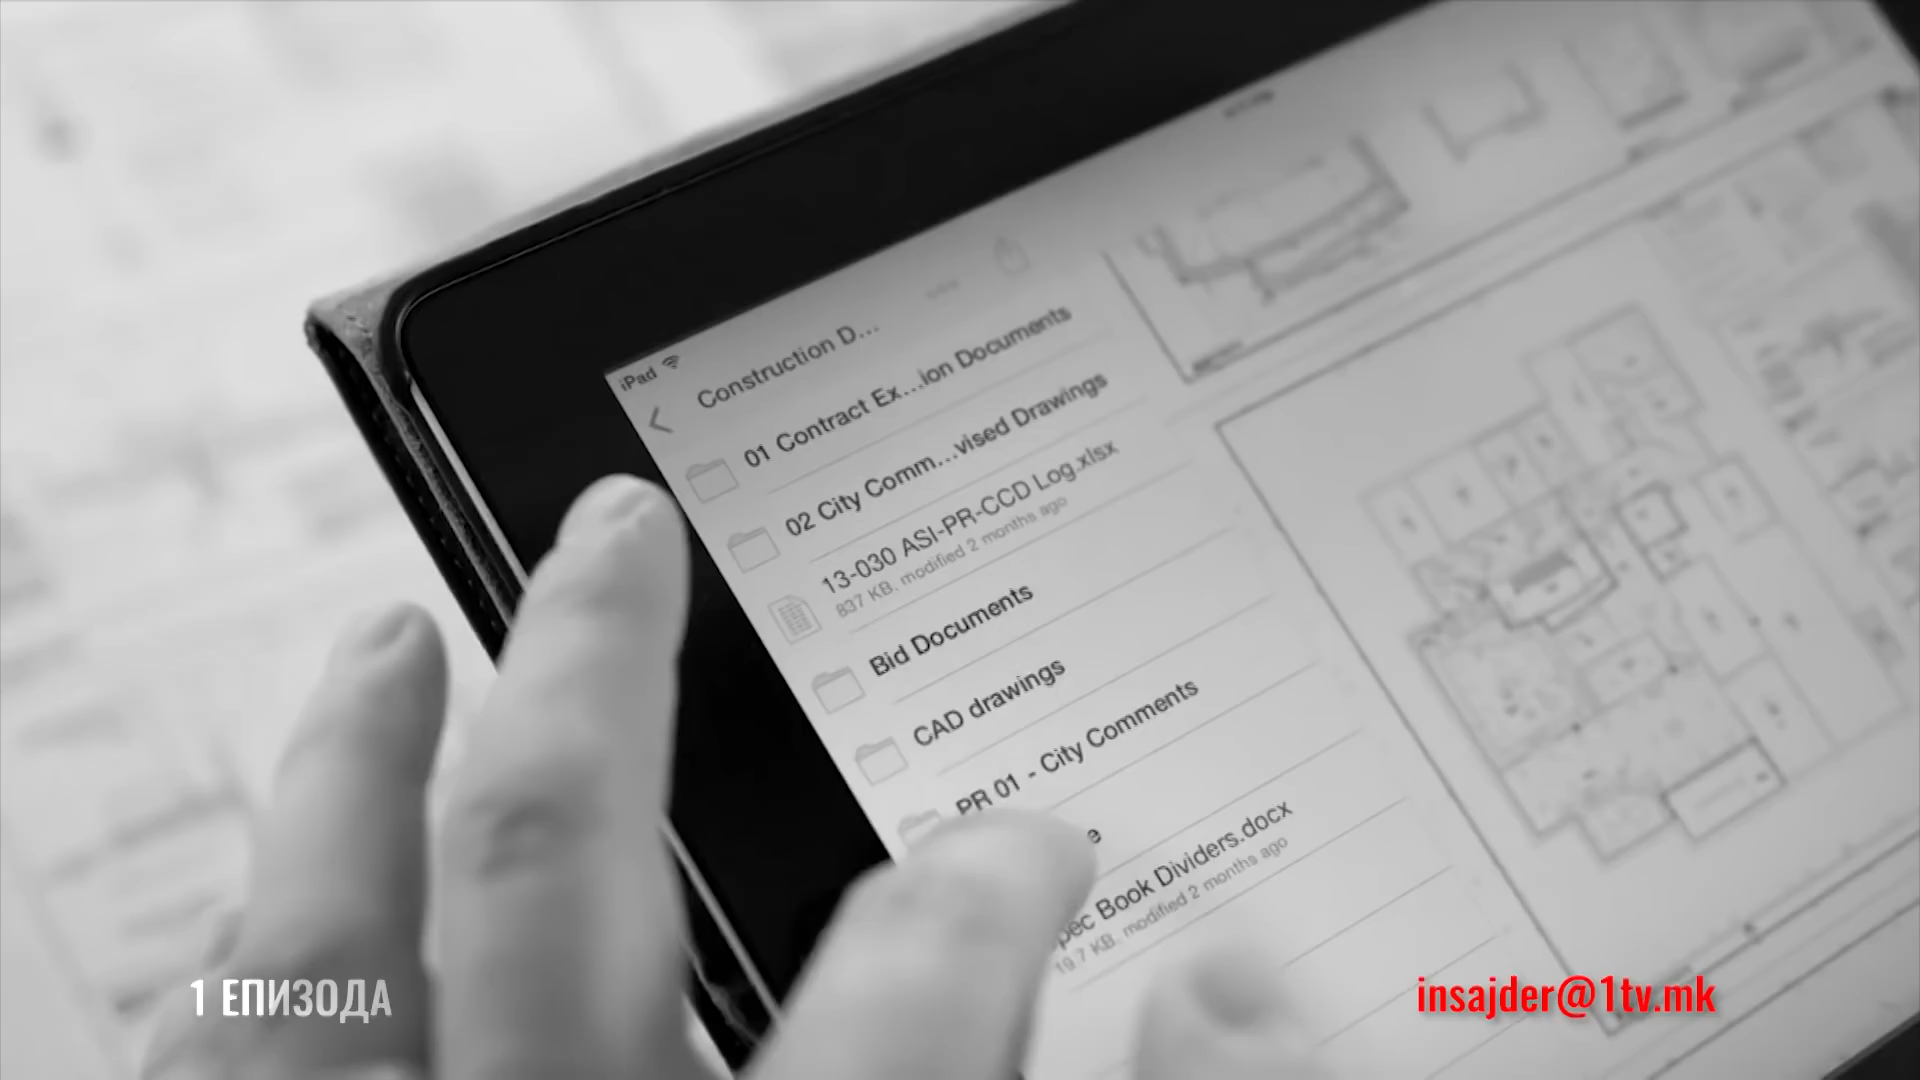 iPad
Construction D...
01 Contract Ex...ion Documents
02 City Comm...vised Drawings
13-030 ASI-PR-CCD Log.xlsx
837 KB, modified 2 months ago
Bid Documents
CAD drawings
PR 01 - City Comments
e
pec Book Dividers.docx
19.7 KB, modified 2 months ago
1 ЕПИЗОДА
insajder@1tv.mk